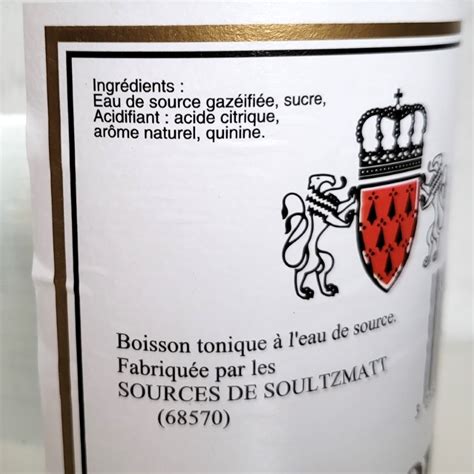 Ingrédients :
Eau de source gazéifiée, sucre,
Acidifiant : acide citrique,
arôme naturel, quinine.
Boisson tonique à l'eau de source.
Fabriquée par les
SOURCES DE SOULTZMATT
(68570)